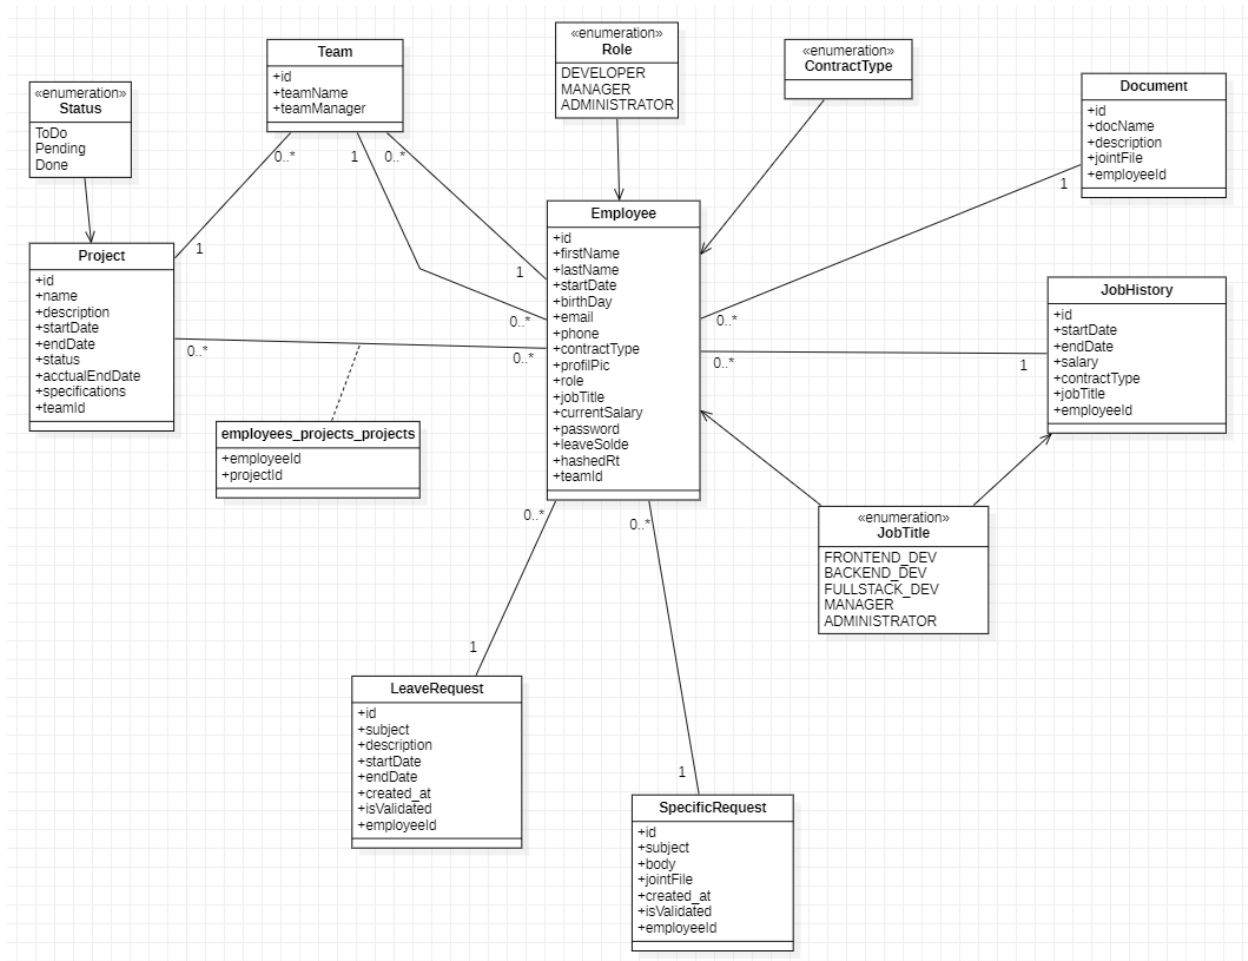 «enumeration»
Status
ToDo
Pending
Done
Team
+id
+teamName
+teamManager
«enumeration»
Role
DEVELOPER
MANAGER
ADMINISTRATOR
«enumeration»
ContractType
Document
+id
+docName
+description
+jointFile
+employeeId
0..*
1
0..*
1
1
0..*
1
0..*
Project
+id
+name
+description
+startDate
+endDate
+status
+acctualEndDate
+specifications
+teamId
0..*
0..*
employees_projects_projects
+employeeId
+projectId
Employee
+id
+firstName
+lastName
+startDate
+birthDay
+email
+phone
+contractType
+profilPic
+role
+jobTitle
+currentSalary
+password
+leaveSolde
+hashedRt
+teamId
0..*
1
0..*
1
JobHistory
+id
+startDate
+endDate
+salary
+contractType
+jobTitle
+employeeId
«enumeration»
JobTitle
FRONTEND_DEV
BACKEND_DEV
FULLSTACK_DEV
MANAGER
ADMINISTRATOR
0..*
1
LeaveRequest
+id
+subject
+description
+startDate
+endDate
+created_at
+isValidated
+employeeId
0..*
1
SpecificRequest
+id
+subject
+body
+jointFile
+created_at
+isValidated
+employeeId